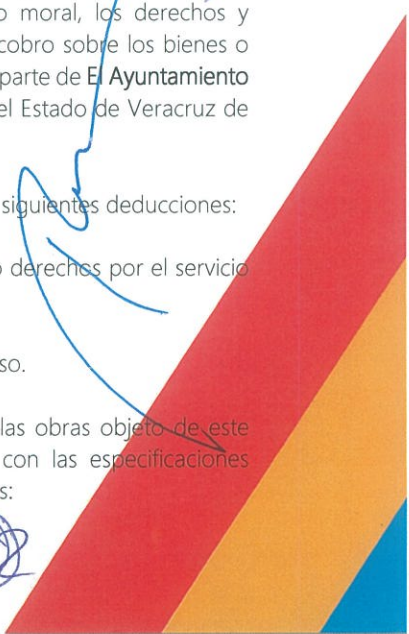 o moral, los derechos y
cobro sobre los bienes o
parte de El Ayuntamiento
el Estado de Veracruz de
siguientes deducciones:
o derechos por el servicio
so.
las obras objeto de este
con las especificaciones
s: